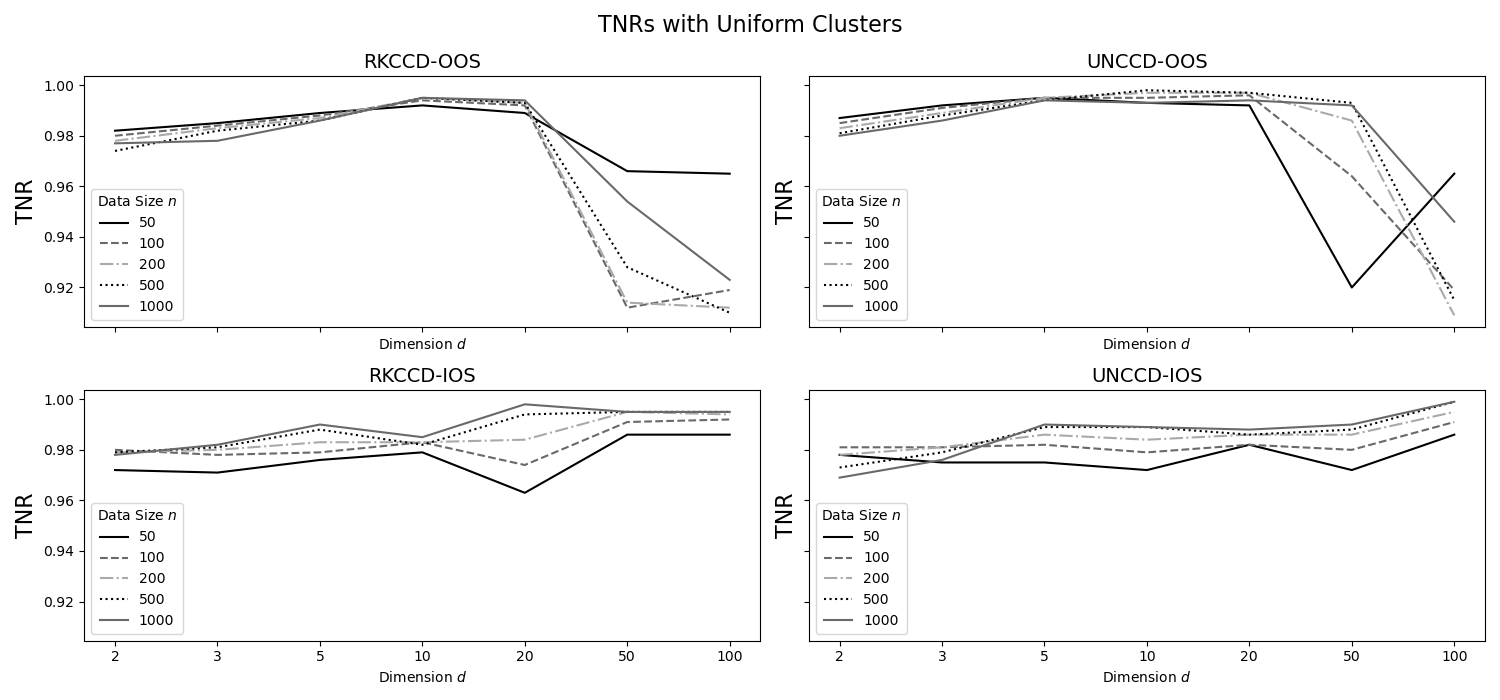 TNRs with Uniform Clusters
RKCCD-OOS
1.00
0.98
0.96
0.94
0.92
TNR
Data Size n
50
100
200
500
1000
Dimension d
UNCCD-OOS
TNR
Data Size n
50
100
200
500
1000
Dimension d
RKCCD-IOS
1.00
0.98
0.96
0.94
0.92
TNR
Data Size n
50
100
200
500
1000
2 3 5 10 20 50 100
Dimension d
UNCCD-IOS
TNR
Data Size n
50
100
200
500
1000
2 3 5 10 20 50 100
Dimension d